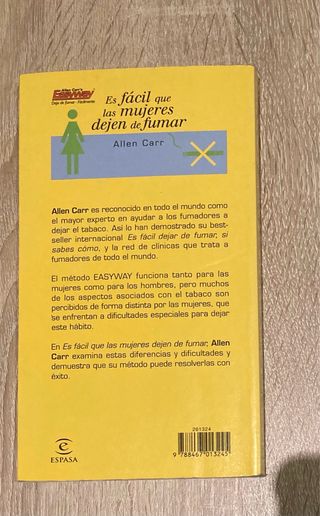 Allen Carr's
EASYWAY
Deje de fumar - Fácilmente
Es fácil que
las mujeres
dejen de fumar
Allen Carr
Allen Carr es reconocido en todo el mundo como
el mayor experto en ayudar a los fumadores a
dejar el tabaco. Así lo han demostrado su best-
seller internacional Es fácil dejar de fumar, si
sabes cómo, y la red de clínicas que trata a
fumadores de todo el mundo.
El método EASYWAY funciona tanto para las
mujeres como para los hombres, pero muchos
de los aspectos asociados con el tabaco son
percibidos de forma distinta por las mujeres, que
se enfrentan a dificultades especiales para dejar
este hábito.
En Es fácil que las mujeres dejen de fumar, Allen
Carr examina estas diferencias y dificultades y
demuestra que su método puede resolverlas con
éxito.
261324
9 788467 013245
e
ESPASA